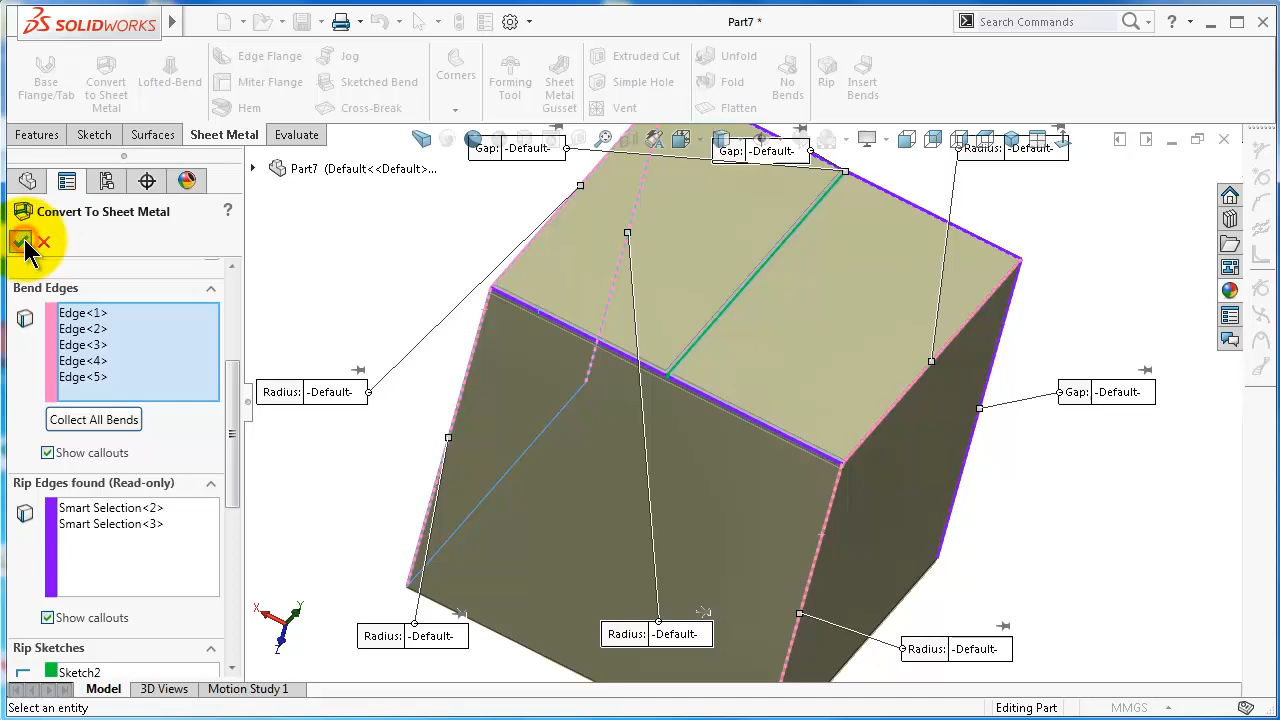 SOLIDWORKS
Part7 *
Search Commands
?
Base
Flange/Tab
Convert
to Sheet
Metal
Lofted-Bend
Edge Flange
Miter Flange
Hem
Jog
Sketched Bend
Cross-Break
Corners
Forming
Tool
Sheet
Metal
Gusset
Extruded Cut
Simple Hole
Vent
Unfold
Fold
Flatten
No
Bends
Rip
Insert
Bends
Features
Sketch
Surfaces
Sheet Metal
Evaluate
Gap: -Default-
Gap: -Default-
Radius: -Default-
Part7 (Default<<Default>...
Convert To Sheet Metal
?
Bend Edges
Edge<1>
Edge<2>
Edge<3>
Edge<4>
Edge<5>
Collect All Bends
Show callouts
Rip Edges found (Read-only)
Smart Selection<2>
Smart Selection<3>
Show callouts
Rip Sketches
Sketch2
Radius: -Default-
Gap: -Default-
Radius: -Default-
Radius: -Default-
Radius: -Default-
X
Y
Z
Model
3D Views
Motion Study 1
Select an entity
Editing Part
MMGS